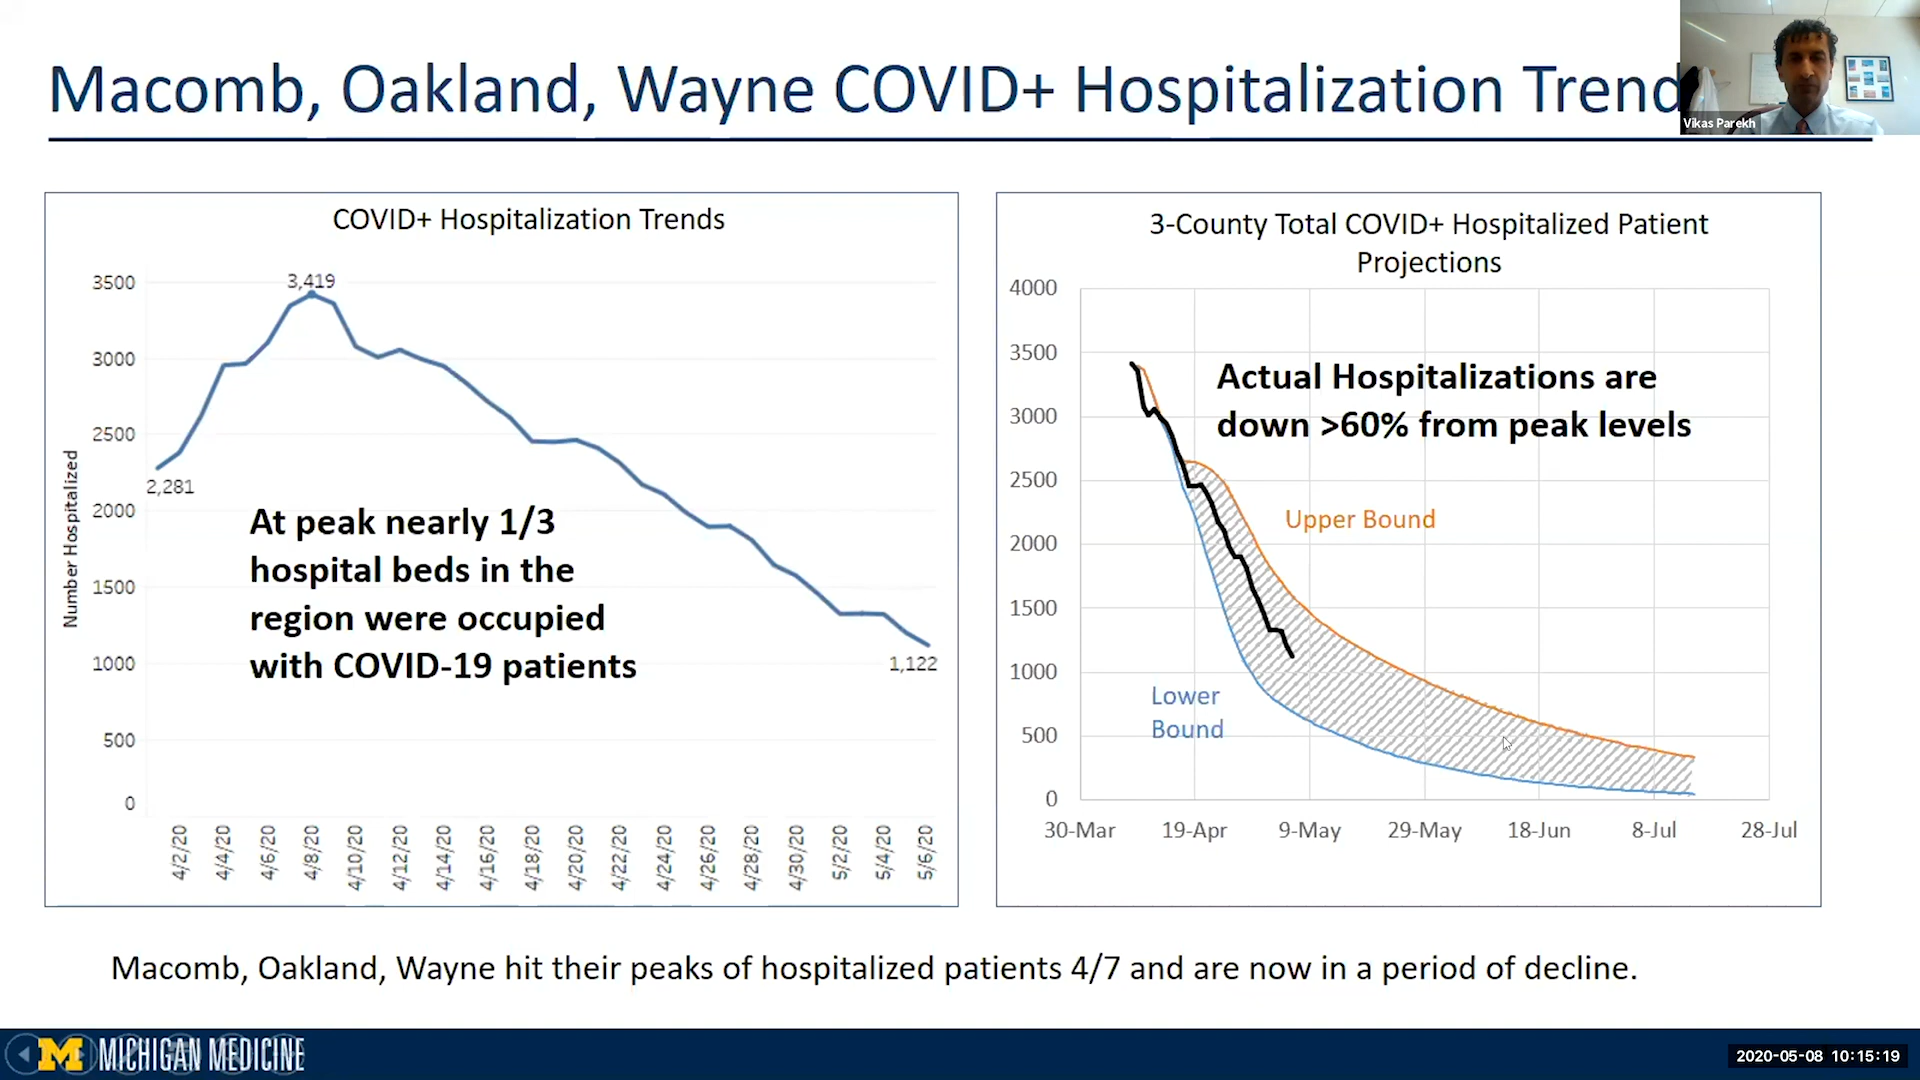 Macomb, Oakland, Wayne COVID+ Hospitalization Trend
Vikas Parekh
COVID+ Hospitalization Trends
Number Hospitalized
3500
3000
2500
2000
1500
1000
500
0
3,419
2,281
1,122
At peak nearly 1/3
hospital beds in the
region were occupied
with COVID-19 patients
4/2/20
4/4/20
4/6/20
4/8/20
4/10/20
4/12/20
4/14/20
4/16/20
4/18/20
4/20/20
4/22/20
4/24/20
4/26/20
4/28/20
4/30/20
5/2/20
5/4/20
5/6/20
3-County Total COVID+ Hospitalized Patient
Projections
4000
3500
3000
2500
2000
1500
1000
500
0
Actual Hospitalizations are
down >60% from peak levels
Upper Bound
Lower
Bound
30-Mar
19-Apr
9-May
29-May
18-Jun
8-Jul
28-Jul
Macomb, Oakland, Wayne hit their peaks of hospitalized patients 4/7 and are now in a period of decline.
M MICHIGAN MEDICINE
2020-05-08 10:15:19